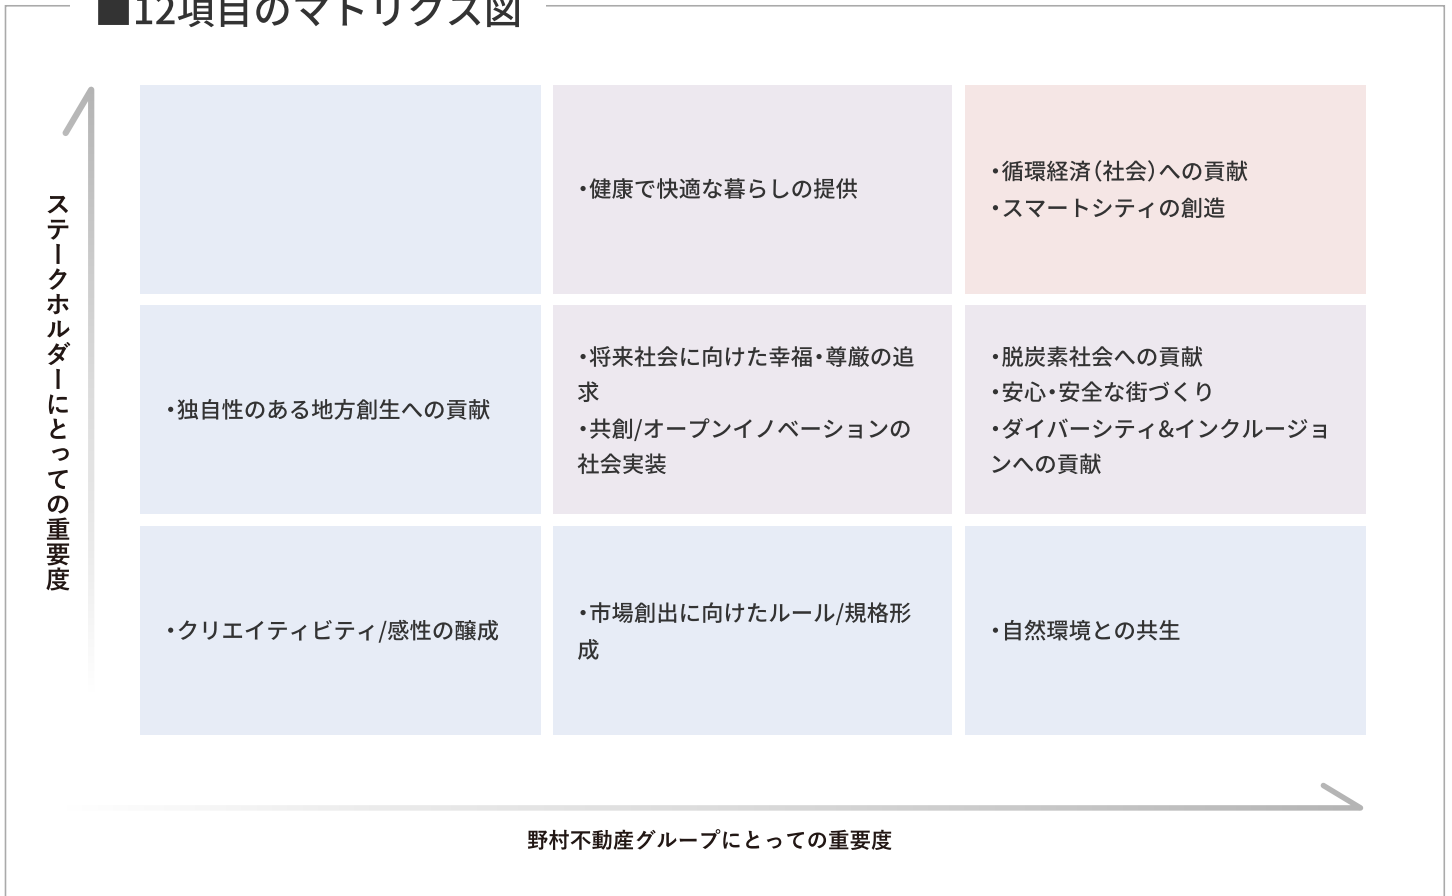 ■12項目のマトリクス図
ステークホルダーにとっての重要度
・健康で快適な暮らしの提供
・循環経済（社会）への貢献
・スマートシティの創造
・独自性のある地方創生への貢献
・将来社会に向けた幸福・尊厳の追
求
・共創/オープンイノベーションの
社会実装
・脱炭素社会への貢献
・安心・安全な街づくり
・ダイバーシティ&インクルージョ
ンへの貢献
・クリエイティビティ/感性の醸成
・市場創出に向けたルール/規格形
成
・自然環境との共生
野村不動産グループにとっての重要度